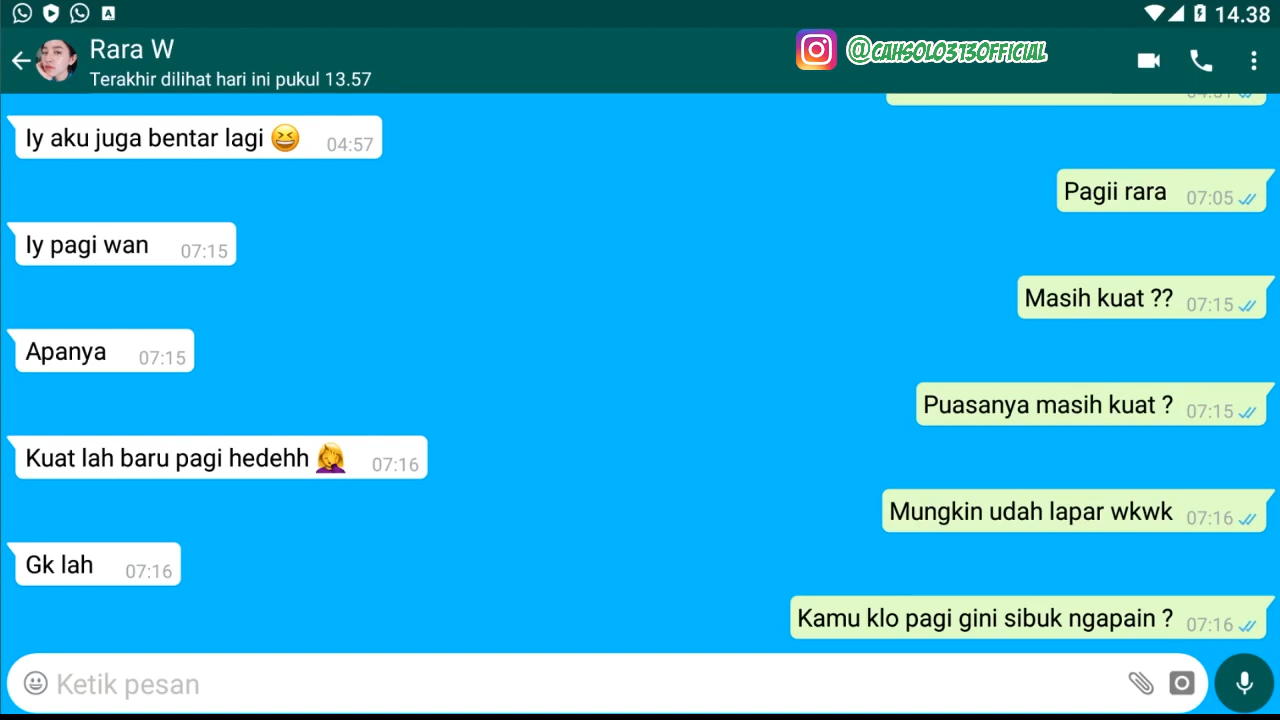 14.38
Rara W
Terakhir dilihat hari ini pukul 13.57
@CAHSOLO313OFFICIAL
Iy aku juga bentar lagi 😆 04:57
Pagii rara 07:05
Iy pagi wan 07:15
Masih kuat ?? 07:15
Apanya 07:15
Puasanya masih kuat ? 07:15
Kuat lah baru pagi hedehh 🤦‍♀️ 07:16
Mungkin udah lapar wkwk 07:16
Gk lah 07:16
Kamu klo pagi gini sibuk ngapain ? 07:16
Ketik pesan